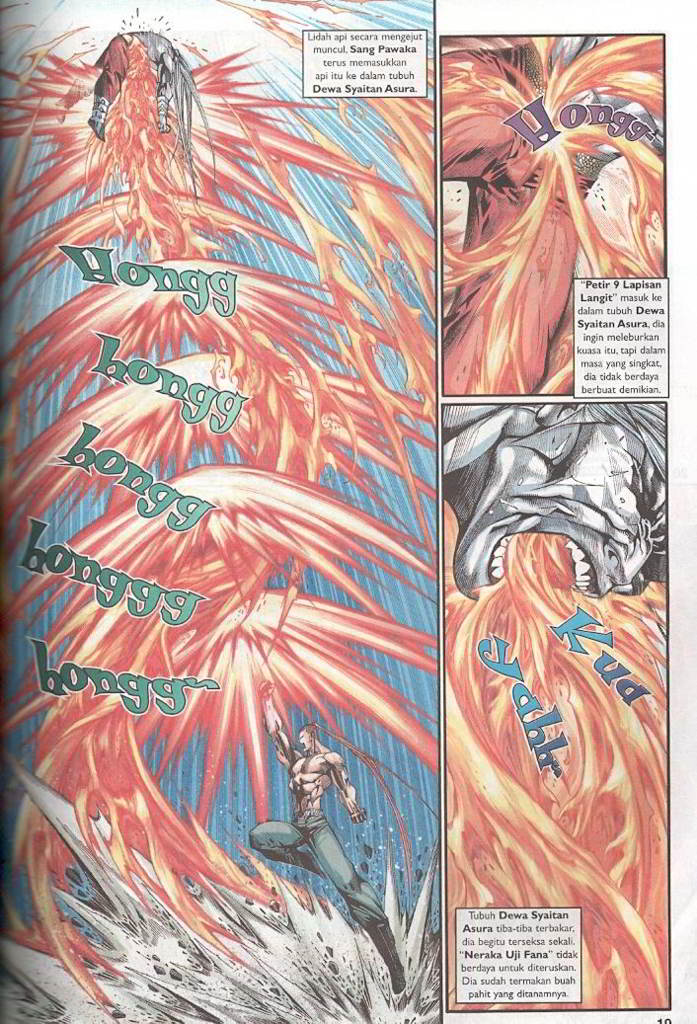 Lidah api secara mengejut
muncul, Sang Pawaka
terus memasukkan
api itu ke dalam tubuh
Dewa Syaitan Asura.
Hongg
hongg
hongg
honggg
hongg~
Hongg~
"Petir 9 Lapisan
Langit" masuk ke
dalam tubuh Dewa
Syaitan Asura, dia
ingin meleburkan
kuasa itu, tapi dalam
masa yang singkat,
dia tidak berdaya
berbuat demikian.
Kua
yabb~
Tubuh Dewa Syaitan
Asura tiba-tiba terbakar,
dia begitu terseksa sekali.
"Neraka Uji Fana" tidak
berdaya untuk diteruskan.
Dia sudah termakan buah
pahit yang ditanamnya.